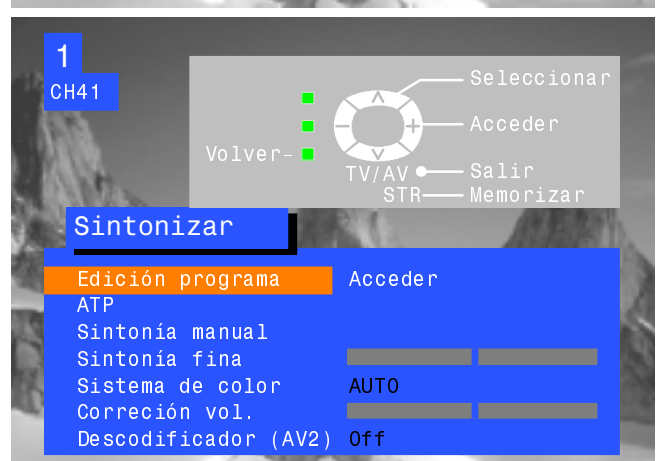 1
CH41
Seleccionar
Acceder
Volver
TV/AV Salir
STR Memorizar
Sintonizar
Edición programa Acceder
ATP
Sintonía manual
Sintonía fina
Sistema de color AUTO
Correción vol.
Descodificador (AV2) Off